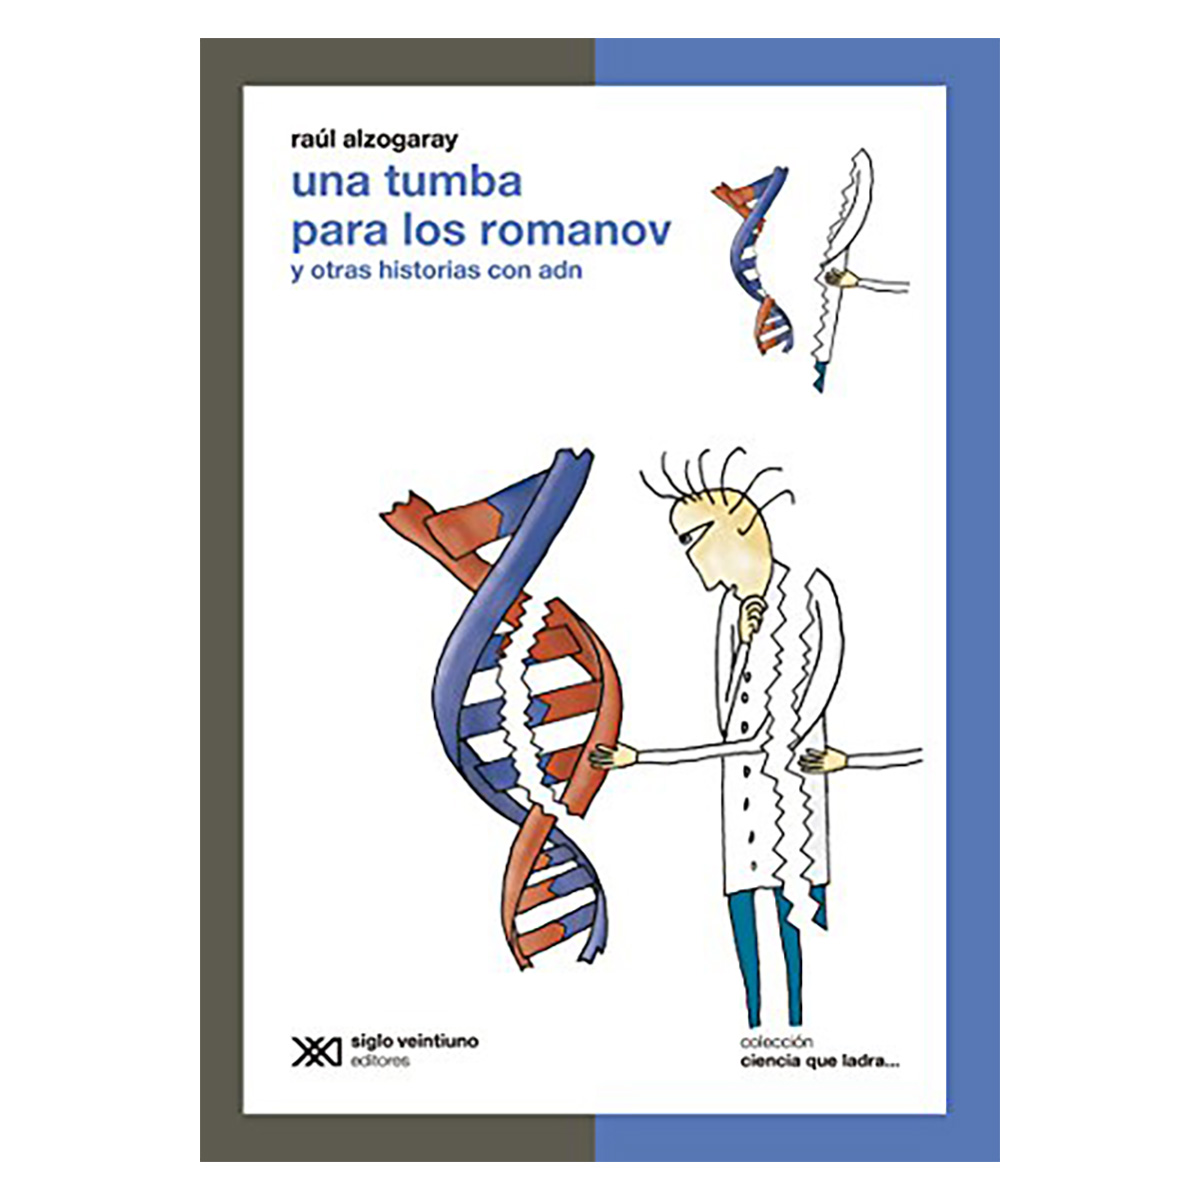 raúl alzogaray
una tumba
para los romanov
y otras historias con adn
siglo veintiuno
editores
colección
ciencia que ladra...